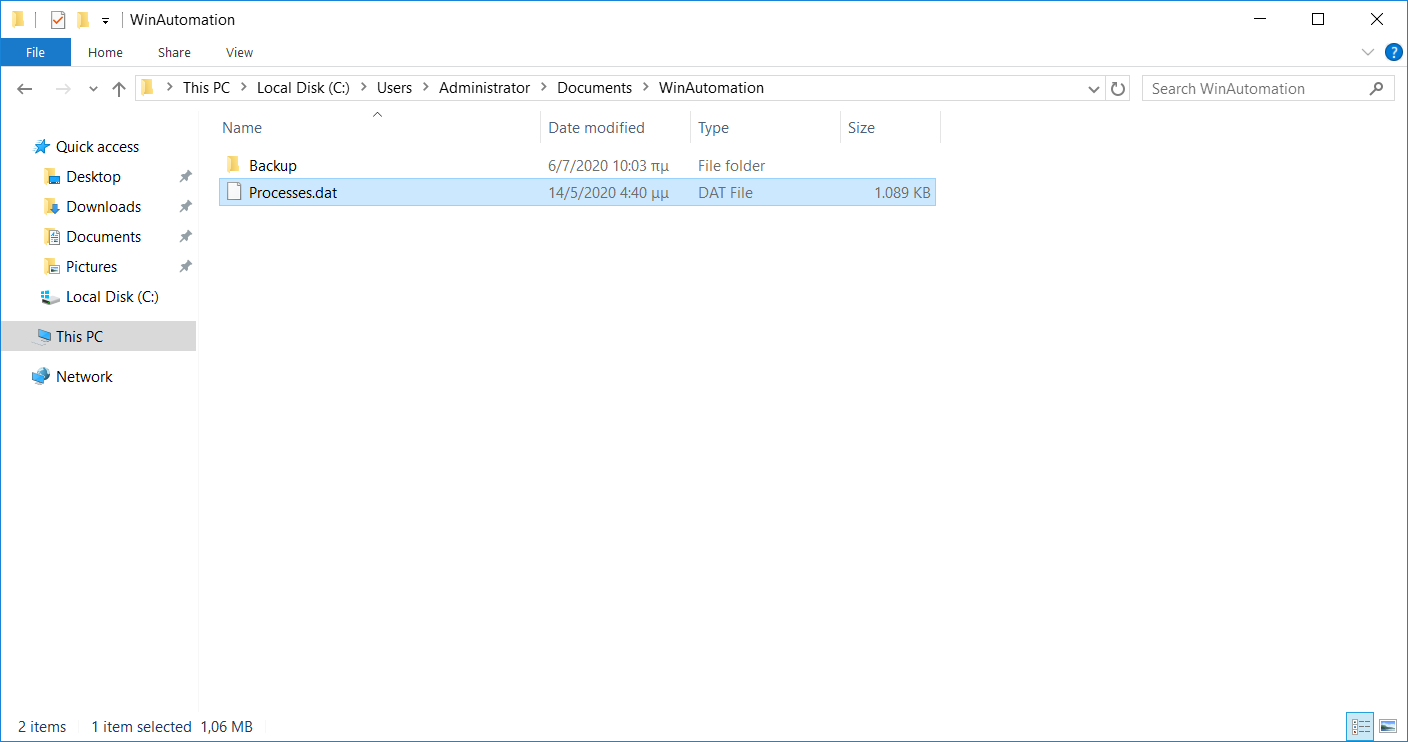 WinAutomation
File Home Share View
This PC Local Disk (C:) Users Administrator Documents WinAutomation Search WinAutomation
Name Date modified Type Size
Quick access
Desktop
Downloads
Documents
Pictures
Local Disk (C:)
This PC
Network
Backup 6/7/2020 10:03 πμ File folder
Processes.dat 14/5/2020 4:40 μμ DAT File 1.089 KB
2 items 1 item selected 1,06 MB